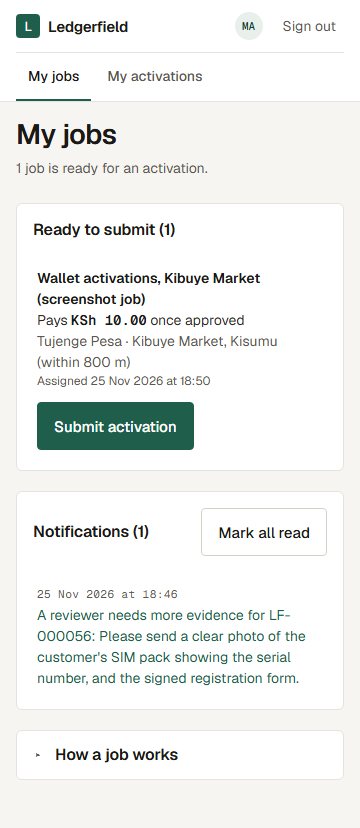 L Ledgerfield MA Sign out
My jobs My activations
My jobs
1 job is ready for an activation.
Ready to submit (1)
Wallet activations, Kibuye Market
(screenshot job)
Pays KSh 10.00 once approved
Tujenge Pesa · Kibuye Market, Kisumu
(within 800 m)
Assigned 25 Nov 2026 at 18:50
Submit activation
Notifications (1) Mark all read
25 Nov 2026 at 18:46
A reviewer needs more evidence for LF-
000056: Please send a clear photo of the
customer's SIM pack showing the serial
number, and the signed registration form.
How a job works